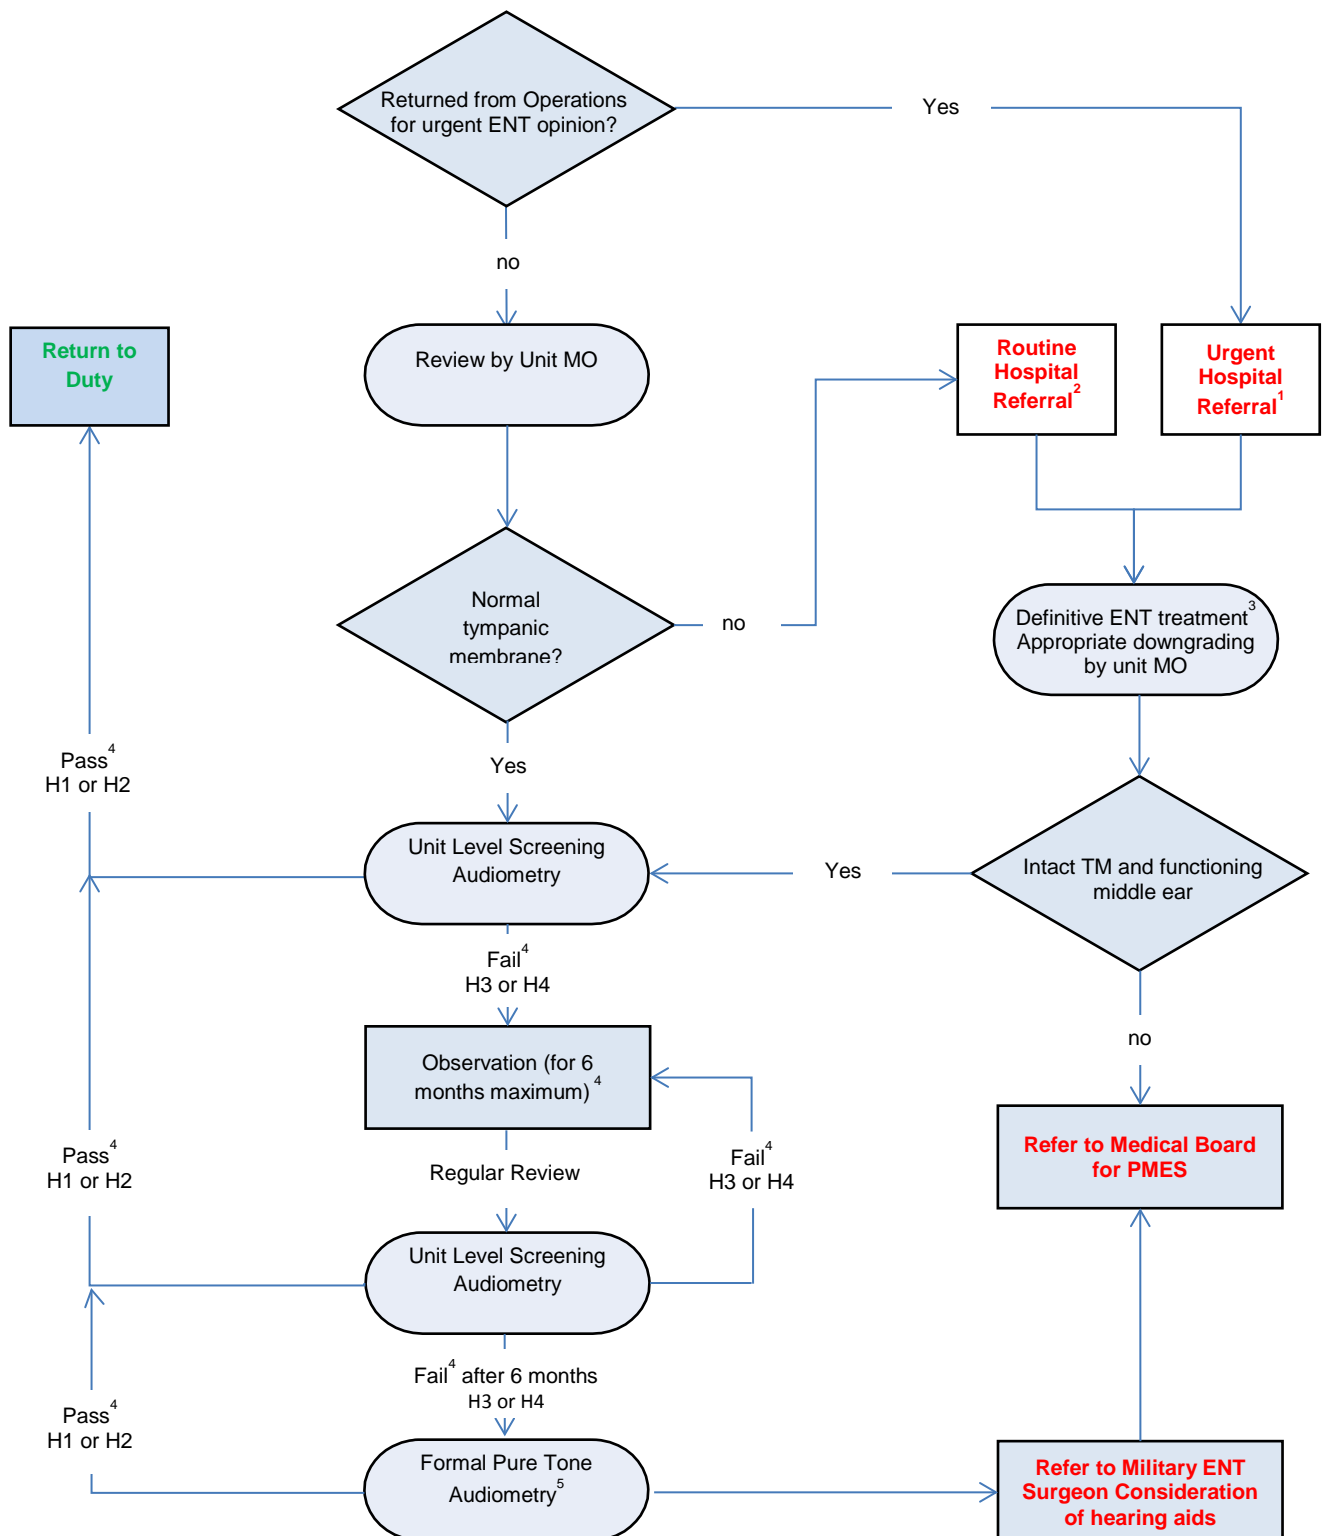 Returned from Operations
for urgent ENT opinion?
Yes
no
Return to
Duty
Review by Unit MO
Routine
Hospital
Referral2
Urgent
Hospital
Referral1
Normal
tympanic
membrane?
no
Definitive ENT treatment3
Appropriate downgrading
by unit MO
Pass4
H1 or H2
Yes
Unit Level Screening
Audiometry
Yes
Intact TM and functioning
middle ear
Fail4
H3 or H4
no
Observation (for 6
months maximum) 4
Pass4
H1 or H2
Regular Review
Fail4
H3 or H4
Refer to Medical Board
for PMES
Unit Level Screening
Audiometry
Fail4 after 6 months
H3 or H4
Pass4
H1 or H2
Formal Pure Tone
Audiometry5
Refer to Military ENT
Surgeon Consideration
of hearing aids